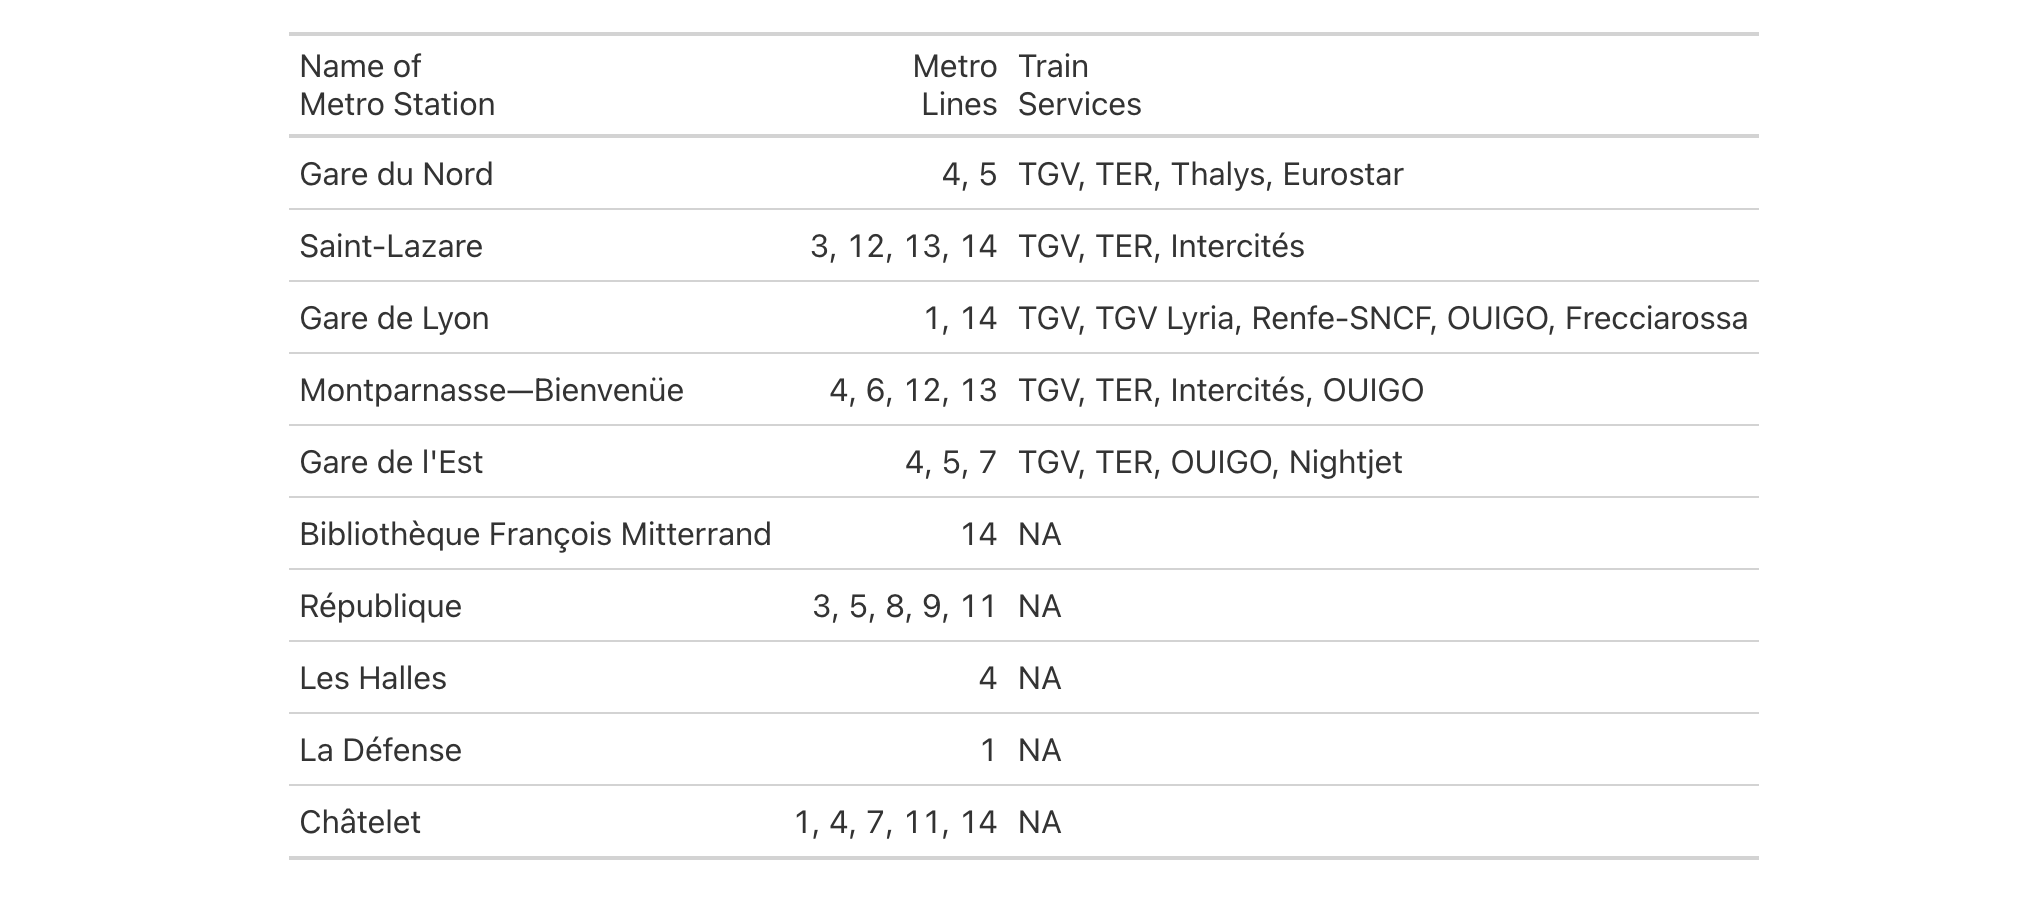 Name of Metro Lines Train
Metro Station Lines Services
Gare du Nord 4, 5 TGV, TER, Thalys, Eurostar
Saint-Lazare 3, 12, 13, 14 TGV, TER, Intercités
Gare de Lyon 1, 14 TGV, TGV Lyria, Renfe-SNCF, OUIGO, Frecciarossa
Montparnasse—Bienvenüe 4, 6, 12, 13 TGV, TER, Intercités, OUIGO
Gare de l'Est 4, 5, 7 TGV, TER, OUIGO, Nightjet
Bibliothèque François Mitterrand 14 NA
République 3, 5, 8, 9, 11 NA
Les Halles 4 NA
La Défense 1 NA
Châtelet 1, 4, 7, 11, 14 NA